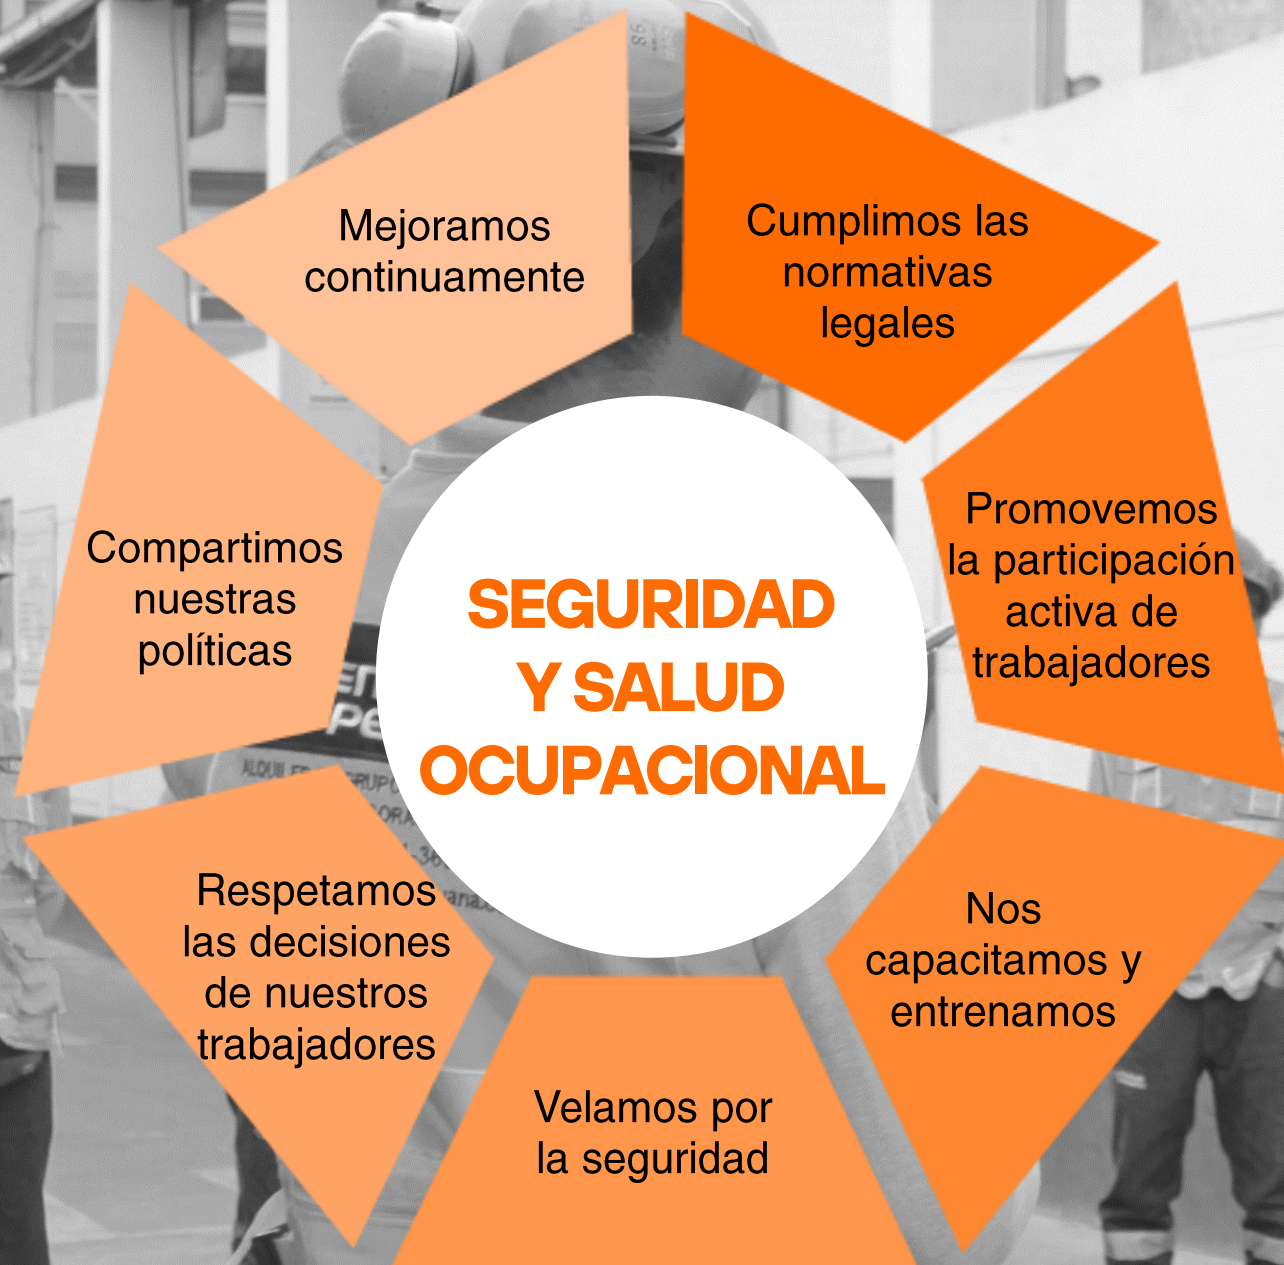 85
Mejoramos
continuamente
Cumplimos las
normativas
legales
Promovemos
la participación
activa de
trabajadores
Compartimos
nuestras
políticas
SEGURIDAD
Y SALUD
OCUPACIONAL
Respetamos
las decisiones
de nuestros
trabajadores
Nos
capacitamos y
entrenamos
Velamos por
la seguridad